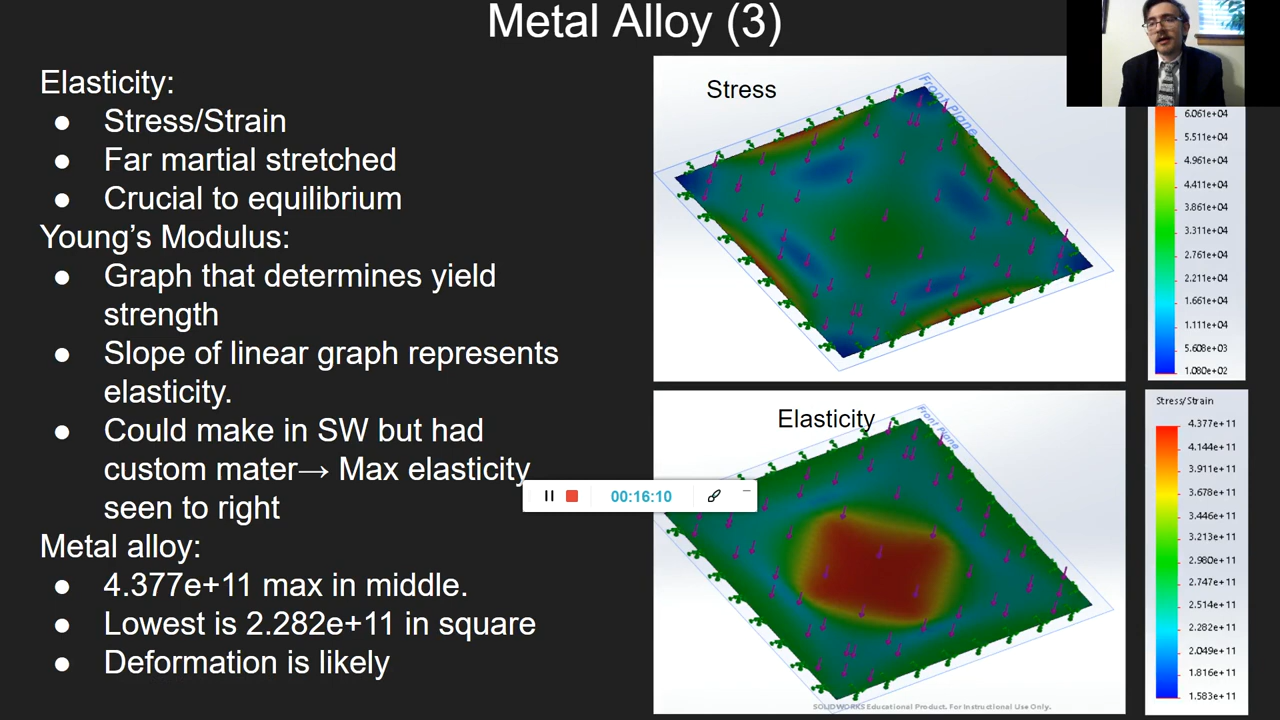 Metal Alloy (3)
Elasticity:
● Stress/Strain
● Far martial stretched
● Crucial to equilibrium
Young's Modulus:
● Graph that determines yield
strength
● Slope of linear graph represents
elasticity.
● Could make in SW but had
custom mater→ Max elasticity
seen to right
Metal alloy:
● 4.377e+11 max in middle.
● Lowest is 2.282e+11 in square
● Deformation is likely
Stress
Front Plane
6.061e+04
5.511e+04
4.961e+04
4.411e+04
3.861e+04
3.311e+04
2.761e+04
2.211e+04
1.661e+04
1.111e+04
5.608e+03
1.080e+02
00:16:10
Elasticity
Front Plane
Stress/Strain
4.377e+11
4.144e+11
3.911e+11
3.678e+11
3.446e+11
3.213e+11
2.980e+11
2.747e+11
2.514e+11
2.282e+11
2.049e+11
1.816e+11
1.583e+11
SOLIDWORKS Educational Product. For Instructional Use Only.